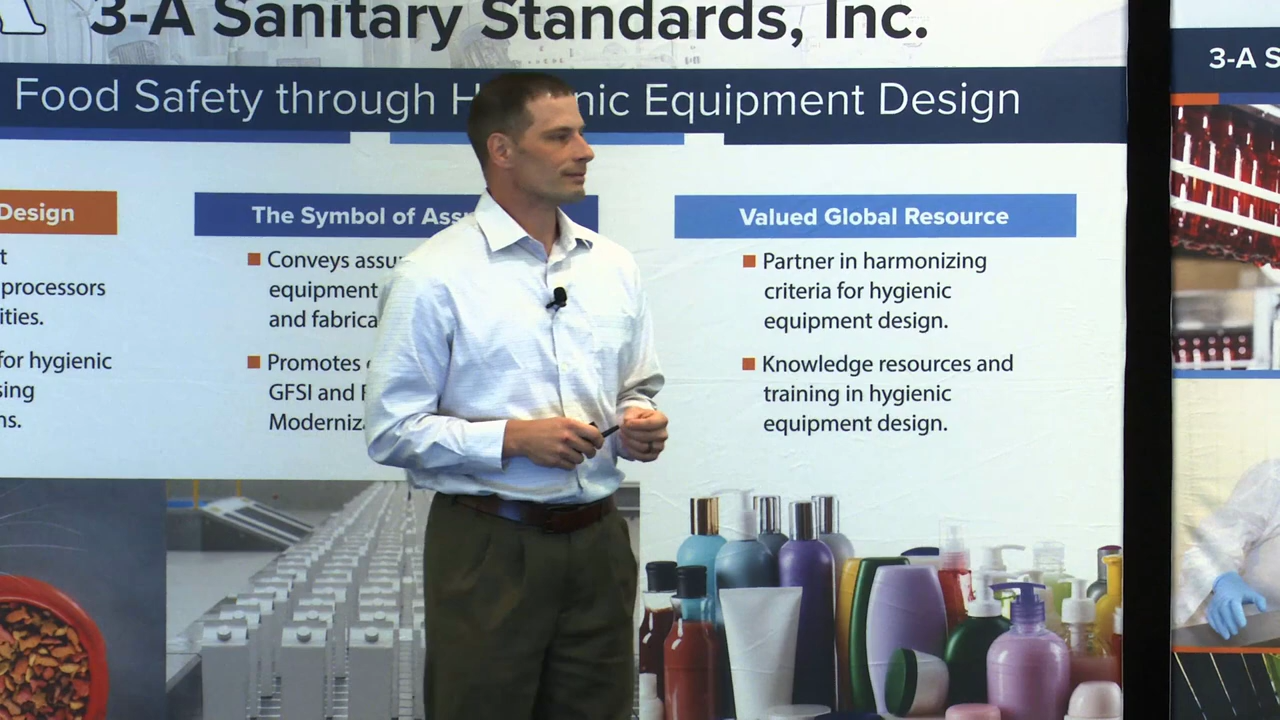 3-A Sanitary Standards, Inc.
Food Safety through H nic Equipment Design
Design
t
processors
ities.
for hygienic
sing
ns.
The Symbol of Ass
Conveys assu
equipment
and fabrica
Promotes
GFSI and
Moderniz
Valued Global Resource
Partner in harmonizing
criteria for hygienic
equipment design.
Knowledge resources and
training in hygienic
equipment design.
3-A S